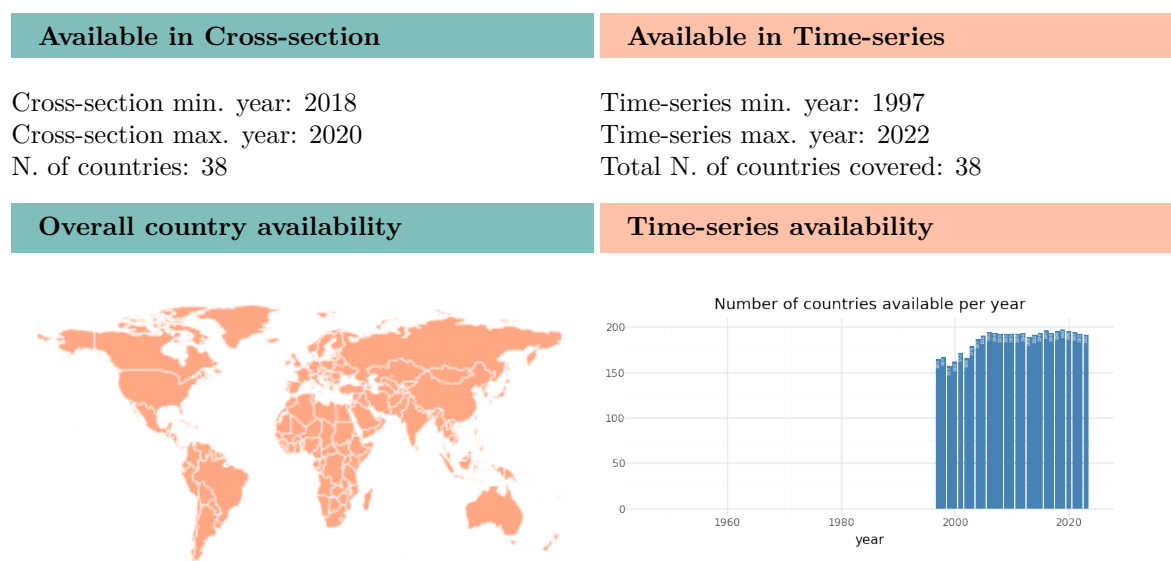 Available in Cross-section
Cross-section min. year: 2018
Cross-section max. year: 2020
N. of countries: 38
Available in Time-series
Time-series min. year: 1997
Time-series max. year: 2022
Total N. of countries covered: 38
Overall country availability
Time-series availability
Number of countries available per year
200
150
100
50
0
1960 1980 2000 2020
year